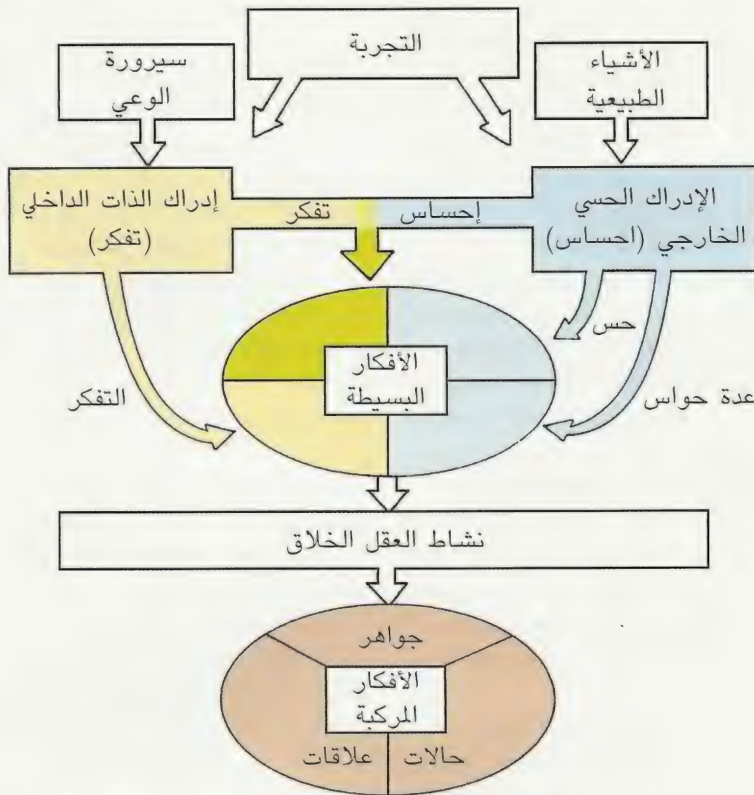 التجربة
الأشياء
الطبيعية
سيرورة
الوعي
الإدراك الحسي
الخارجي (احساس)
إحساس
تفكر
إدراك الذات الداخلي
(تفكر)
حس
الأفكار
البسيطة
عدة حواس
التفكر
نشاط العقل الخلاق
جواهر
الأفكار
المركبة
حالات
علاقات